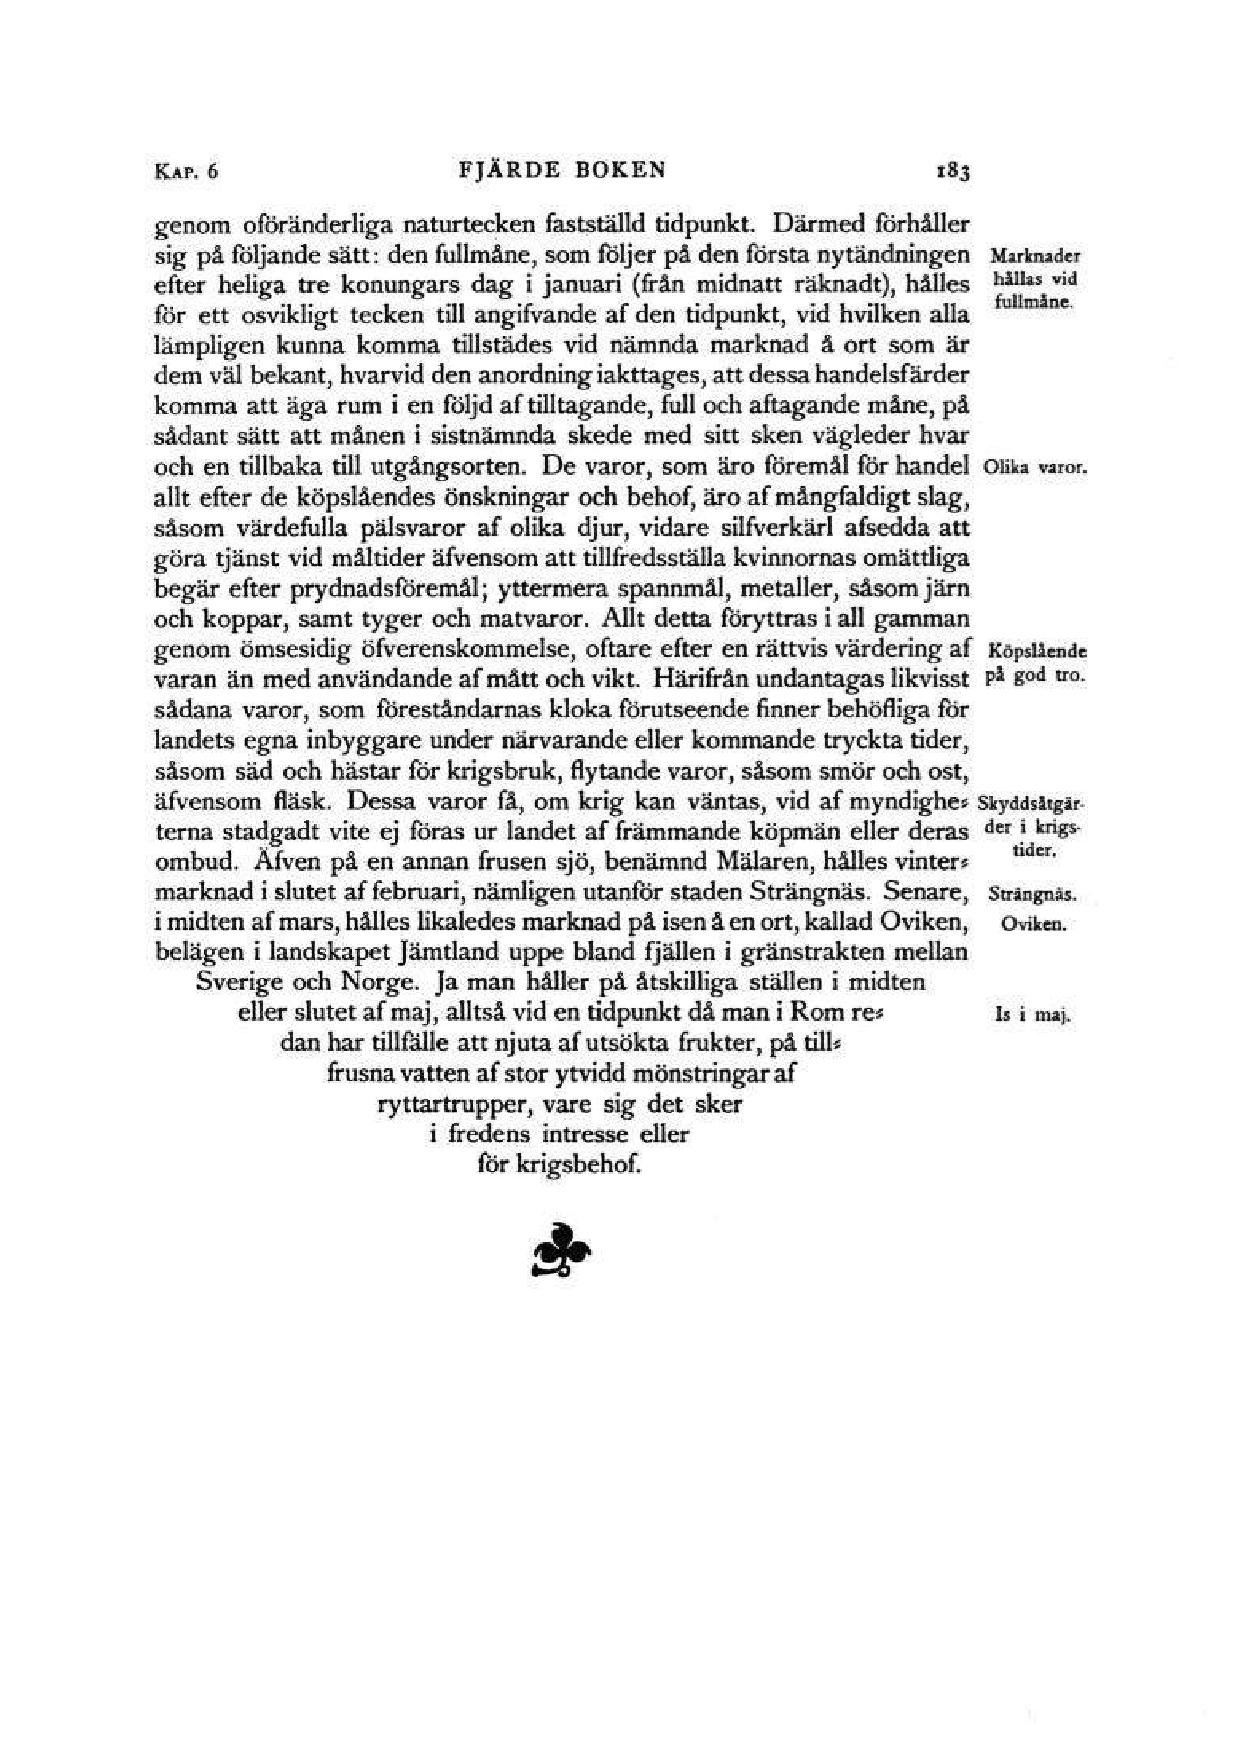 KAP. 6 FJÄRDE BOKEN 183
genom oföränderliga naturtecken fastställd tidpunkt. Därmed förhåller
sig på följande sätt: den fullmåne, som följer på den första nytändningen
efter heliga tre konungars dag i januari (från midnatt räknadt), hålles
för ett osvikligt tecken till angifvande af den tidpunkt, vid hvilken alla
lämpligen kunna komma tillstädes vid nämnda marknad å ort som är
dem väl bekant, hvarvid den anordning iakttages, att dessa handelsfärder
komma att äga rum i en följd af tilltagande, full och aftagande måne, på
sådant sätt att månen i sistnämnda skede med sitt sken vägleder hvar
och en tillbaka till utgångsorten. De varor, som äro föremål för handel
allt efter de köpslåendes önskningar och behof, äro af mångfaldigt slag,
såsom värdefulla pälsvaror af olika djur, vidare silfverkärl afsedda att
göra tjänst vid måltider äfvensom att tillfredsställa kvinnornas omättliga
begär efter prydnadsföremål; yttermera spannmål, metaller, såsom järn
och koppar, samt tyger och matvaror. Allt detta föryttras i all gamman
genom ömsesidig öfverenskommelse, oftare efter en rättvis värdering af
varan än med användande af mått och vikt. Härifrån undantagas likvisst
sådana varor, som föreståndarnas kloka förutseende finner behöfliga för
landets egna inbyggare under närvarande eller kommande tryckta tider,
såsom säd och hästar för krigsbruk, flytande varor, såsom smör och ost,
äfvensom fläsk. Dessa varor få, om krig kan väntas, vid af myndighe-
terna stadgadt vite ej föras ur landet af främmande köpmän eller deras
ombud. Äfven på en annan frusen sjö, benämnd Mälaren, hålles vinter-
marknad i slutet af februari, nämligen utanför staden Strängnäs. Senare,
i midten af mars, hålles likaledes marknad på isen å en ort, kallad Oviken,
belägen i landskapet Jämtland uppe bland fjällen i gränstrakten mellan
Sverige och Norge. Ja man håller på åtskilliga ställen i midten
eller slutet af maj, alltså vid en tidpunkt då man i Rom re-
dan har tillfälle att njuta af utsökta frukter, på till-
frusna vatten af stor ytvidd mönstringar af
ryttartrupper, vare sig det sker
i fredens intresse eller
för krigsbehof.
Marknader
hållas vid
fullmåne.
Olika varor.
Köpslående
på god tro.
Skyddsåtgär-
der i krigs-
tider.
Strängnäs.
Oviken.
Is i maj.